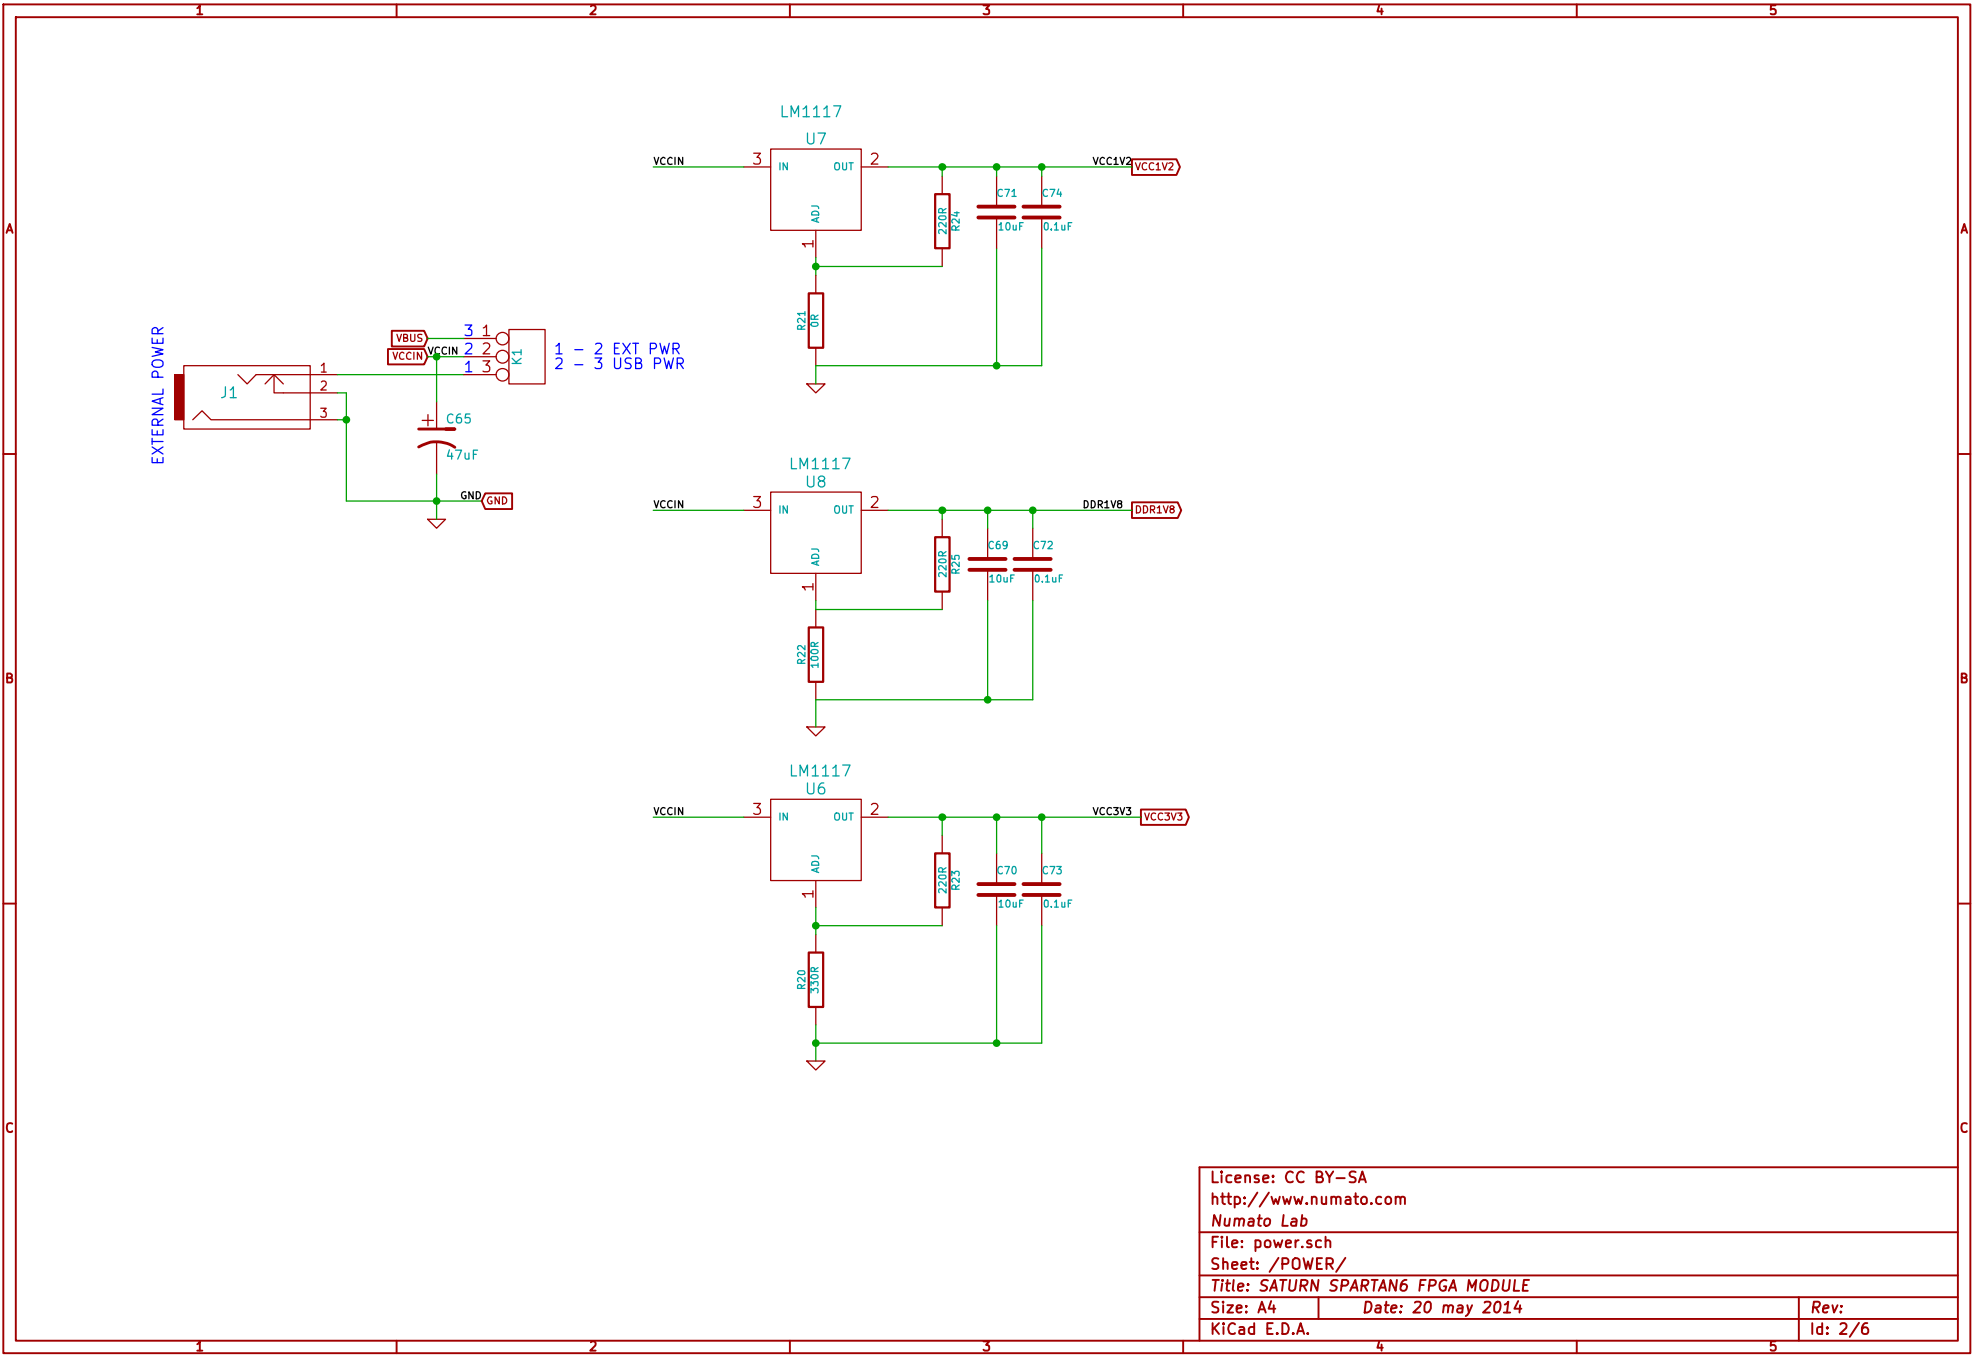 1 2 3 4 5
A A
B B
C C
LM1117
U7
VCCIN 3 IN OUT 2 VCC1V2 VCC1V2
ADJ
1
220R R24
C71 C74
10uF 0.1uF
R21 0R
EXTERNAL POWER
J1
1
2
3
VBUS 3 1
VCCIN VCCIN 2 2
1 3
K1
1 - 2 EXT PWR
2 - 3 USB PWR
C65
47uF
GND GND
LM1117
U8
VCCIN 3 IN OUT 2 DDR1V8 DDR1V8
ADJ
1
220R R25
C69 C72
10uF 0.1uF
R22 100R
LM1117
U6
VCCIN 3 IN OUT 2 VCC3V3 VCC3V3
ADJ
1
220R R23
C70 C73
10uF 0.1uF
R20 330R
License: CC BY-SA
http://www.numato.com
Numato Lab
File: power.sch
Sheet: /POWER/
Title: SATURN SPARTAN6 FPGA MODULE
Size: A4 Date: 20 may 2014 Rev:
KiCad E.D.A. Id: 2/6
1 2 3 4 5